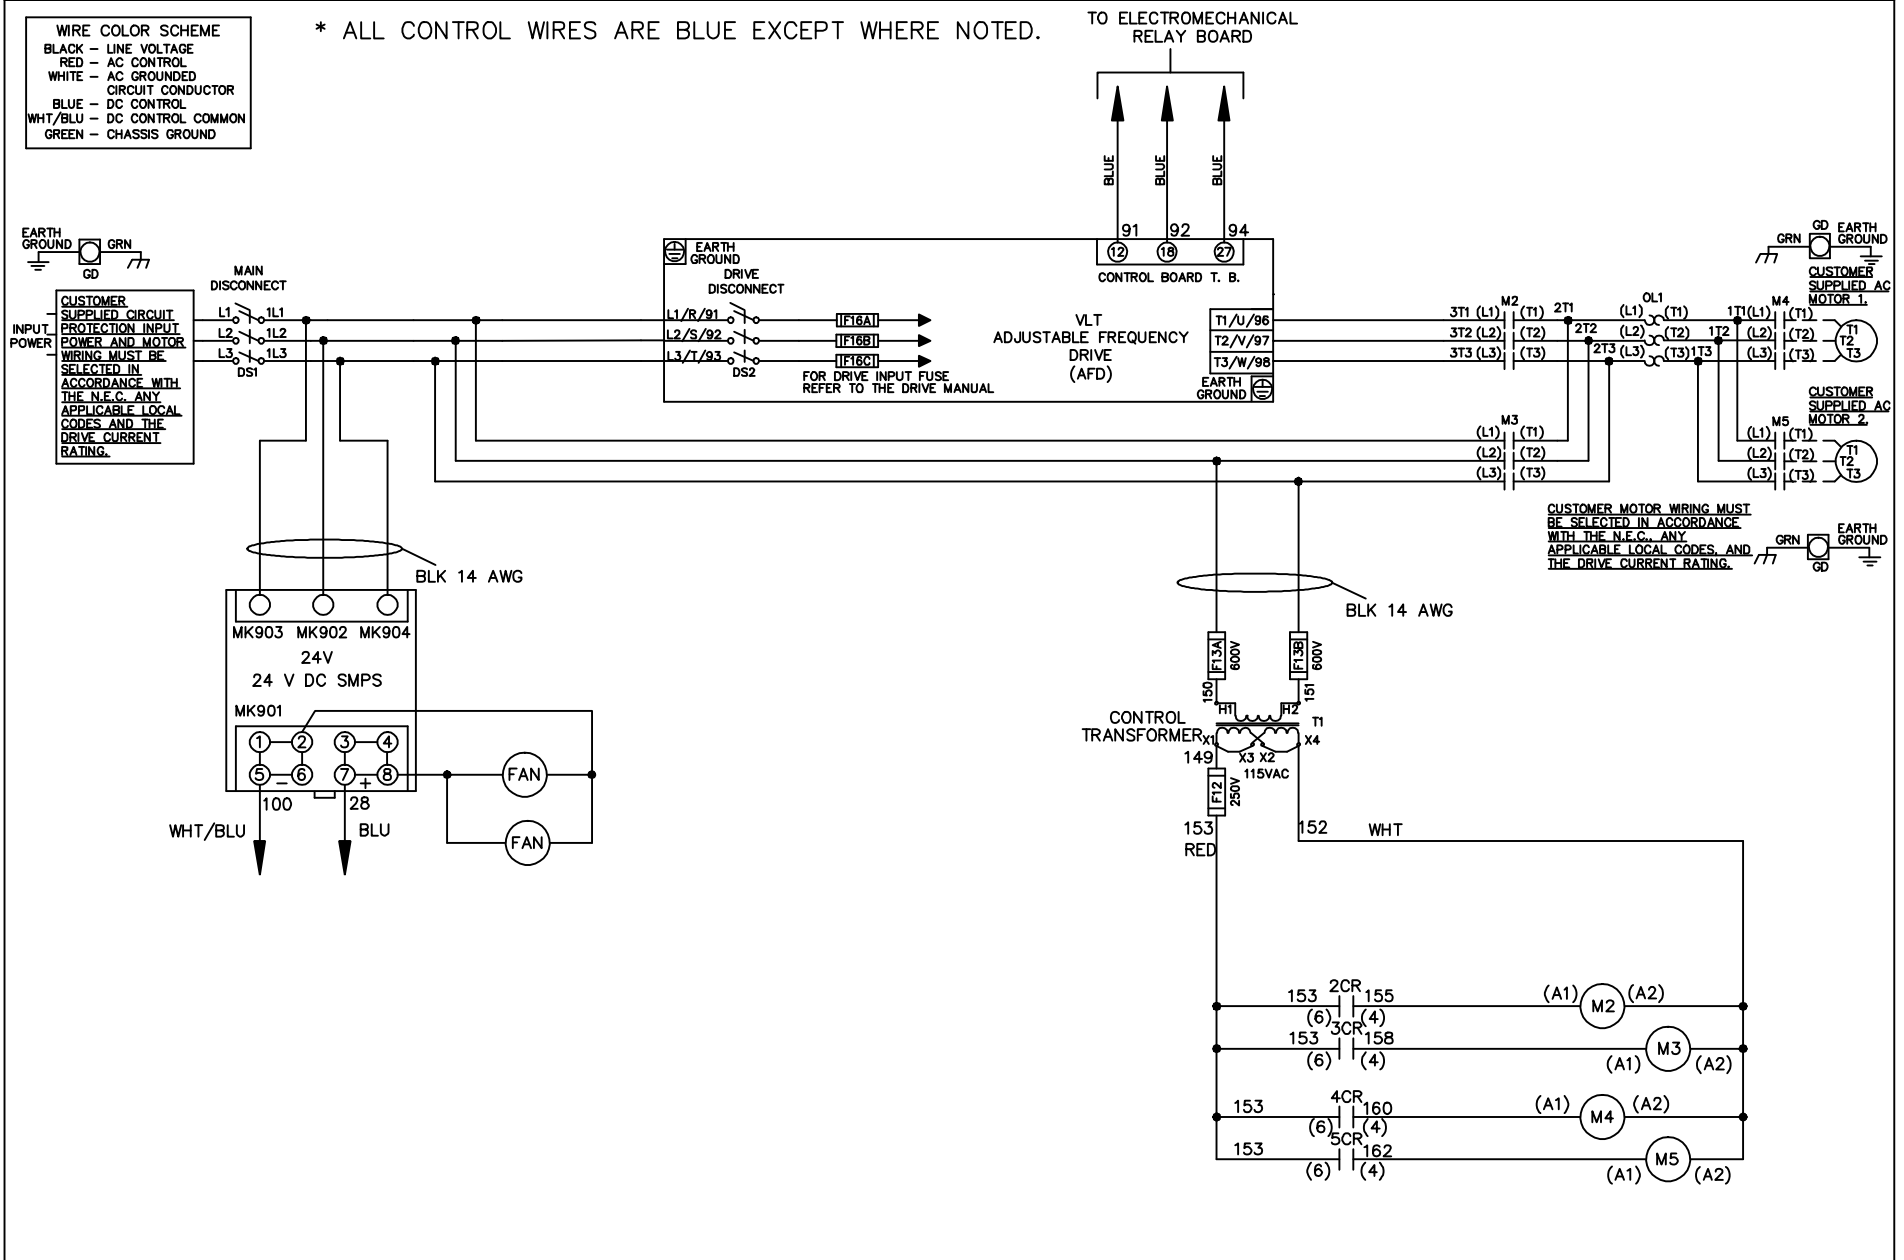 WIRE COLOR SCHEME
BLACK – LINE VOLTAGE
RED – AC CONTROL
WHITE – AC GROUNDED
CIRCUIT CONDUCTOR
BLUE – DC CONTROL
WHT/BLU – DC CONTROL COMMON
GREEN – CHASSIS GROUND
* ALL CONTROL WIRES ARE BLUE EXCEPT WHERE NOTED.
TO ELECTROMECHANICAL
RELAY BOARD
BLUE
BLUE
BLUE
91 92 94
12 18 27
CONTROL BOARD T. B.
EARTH
GROUND
GRN
GD
INPUT
POWER
CUSTOMER
SUPPLIED CIRCUIT
PROTECTION INPUT
POWER AND MOTOR
WIRING MUST BE
SELECTED IN
ACCORDANCE WITH
THE N.E.C. ANY
APPLICABLE LOCAL
CODES AND THE
DRIVE CURRENT
RATING.
MAIN
DISCONNECT
L1 1L1
L2 1L2
L3 1L3
DS1
EARTH
GROUND
DRIVE
DISCONNECT
L1/R/91
L2/S/92
L3/T/93
DS2
IF16A
IF16B
IF16C
FOR DRIVE INPUT FUSE
REFER TO THE DRIVE MANUAL
VLT
ADJUSTABLE FREQUENCY
DRIVE
(AFD)
T1/U/96
T2/V/97
T3/W/98
EARTH
GROUND
M2
3T1 (L1) (T1) 2T1
3T2 (L2) (T2) 2T2
3T3 (L3) (T3) 2T3
OL1
(L1) (T1) 1T1
(L2) (T2) 1T2
(L3) (T3) 1T3
M4
(L1) (T1)
(L2) (T2)
(L3) (T3)
T1
T2
T3
GD
GRN
EARTH
GROUND
CUSTOMER
SUPPLIED AC
MOTOR 1.
M3
(L1) (T1)
(L2) (T2)
(L3) (T3)
CUSTOMER
SUPPLIED AC
MOTOR 2.
M5
(L1) (T1)
(L2) (T2)
(L3) (T3)
T1
T2
T3
CUSTOMER MOTOR WIRING MUST
BE SELECTED IN ACCORDANCE
WITH THE N.E.C., ANY
APPLICABLE LOCAL CODES, AND
THE DRIVE CURRENT RATING.
GRN
GD
EARTH
GROUND
BLK 14 AWG
MK903 MK902 MK904
24V
24 V DC SMPS
MK901
1 2 3 4
5 – 6 7 + 8
100 28
WHT/BLU
BLU
FAN
FAN
BLK 14 AWG
F13A
600V
F13B
600V
150
151
H1 H2
T1
CONTROL
TRANSFORMER
X1 X3 X2 X4
149
115VAC
F12
250V
153
RED
152 WHT
153 2CR 155 (A1) M2 (A2)
(6) (4)
153 3CR 158 M3
(6) (4) (A1) (A2)
153 4CR 160 (A1) M4 (A2)
(6) (4)
153 5CR 162 M5
(6) (4) (A1) (A2)